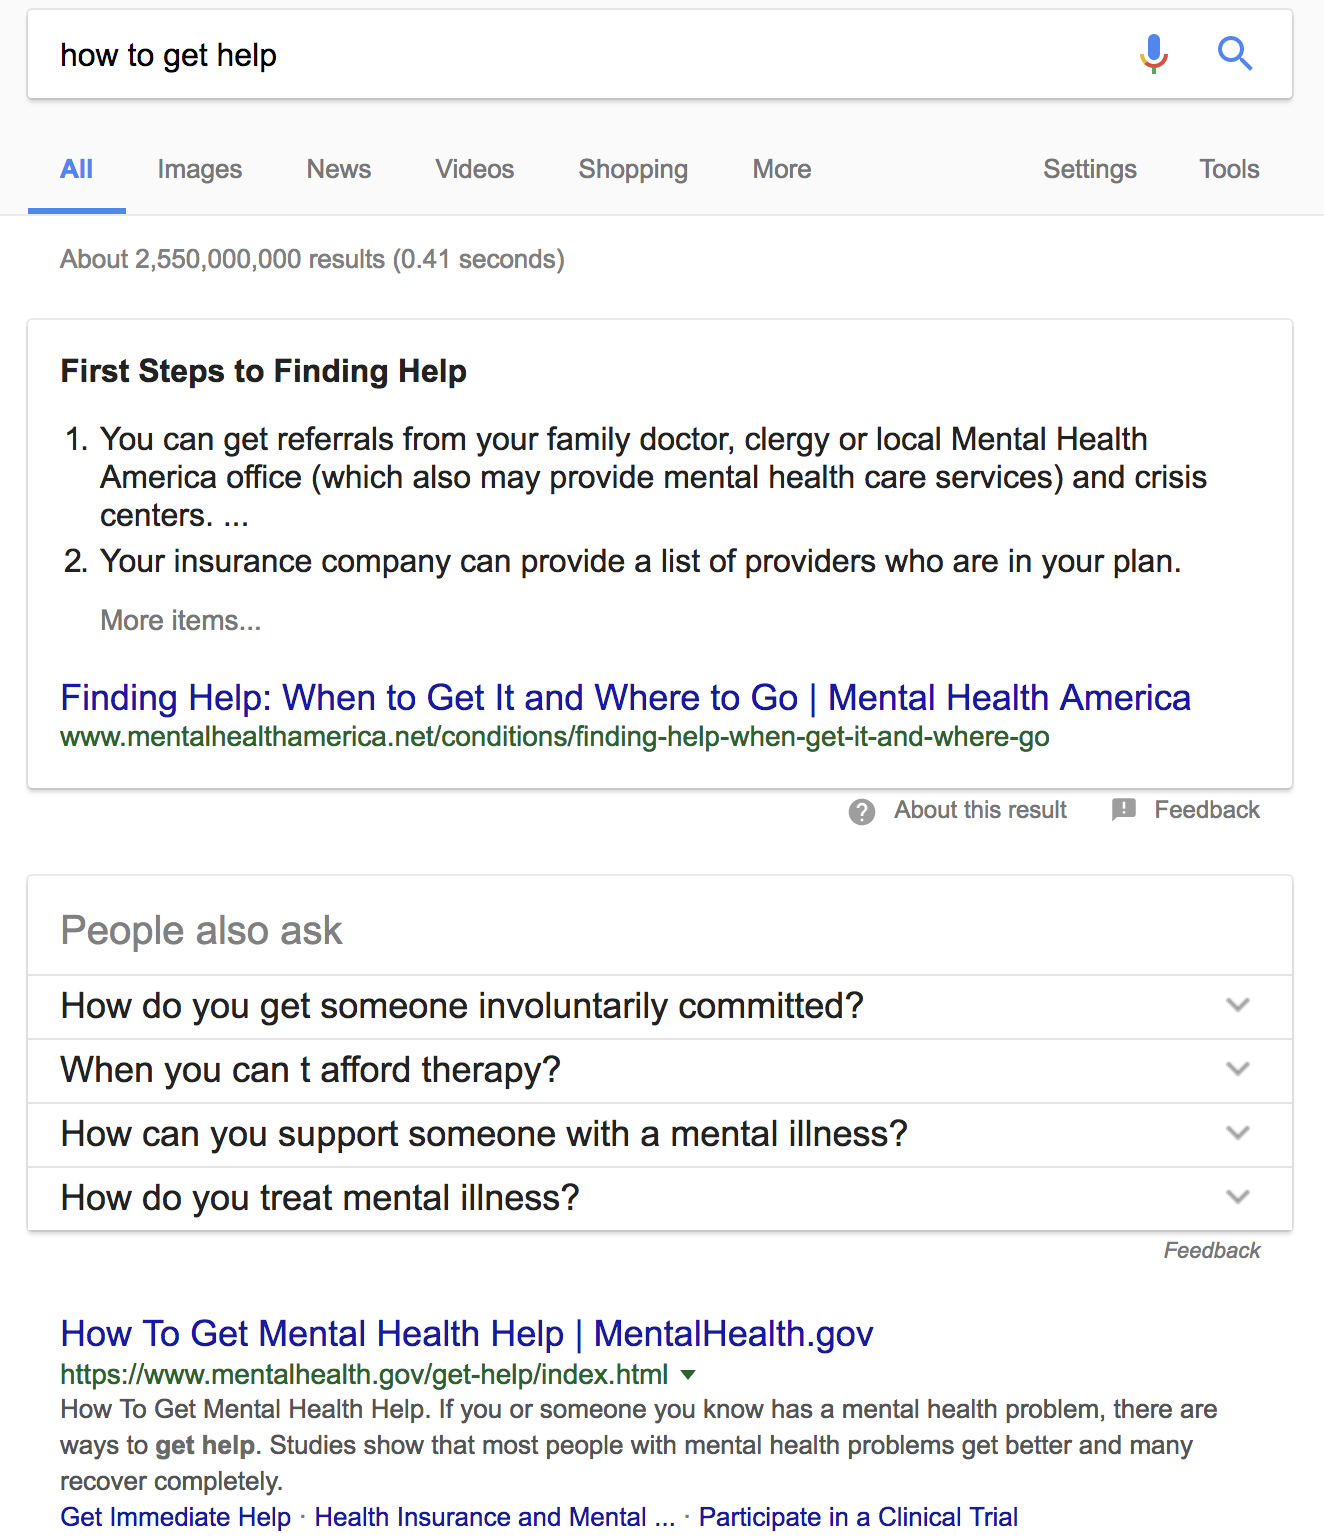 how to get help
All Images News Videos Shopping More Settings Tools
About 2,550,000,000 results (0.41 seconds)
First Steps to Finding Help
1. You can get referrals from your family doctor, clergy or local Mental Health
America office (which also may provide mental health care services) and crisis
centers. ...
2. Your insurance company can provide a list of providers who are in your plan.
More items...
Finding Help: When to Get It and Where to Go | Mental Health America
www.mentalhealthamerica.net/conditions/finding-help-when-get-it-and-where-go
About this result Feedback
People also ask
How do you get someone involuntarily committed?
When you can t afford therapy?
How can you support someone with a mental illness?
How do you treat mental illness?
Feedback
How To Get Mental Health Help | MentalHealth.gov
https://www.mentalhealth.gov/get-help/index.html
How To Get Mental Health Help. If you or someone you know has a mental health problem, there are
ways to get help. Studies show that most people with mental health problems get better and many
recover completely.
Get Immediate Help · Health Insurance and Mental ... · Participate in a Clinical Trial